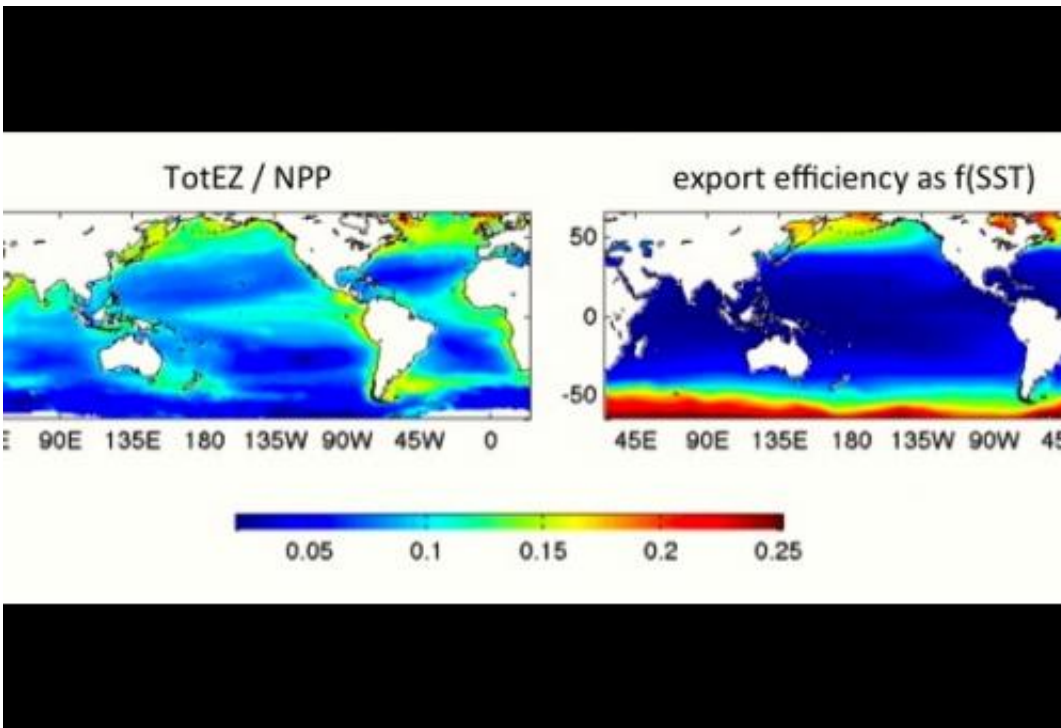 TotEZ / NPP
export efficiency as f(SST)
50
0
-50
90E 135E 180 135W 90W 45W 0
45E 90E 135E 180 135W 90W
0.05 0.1 0.15 0.2 0.25